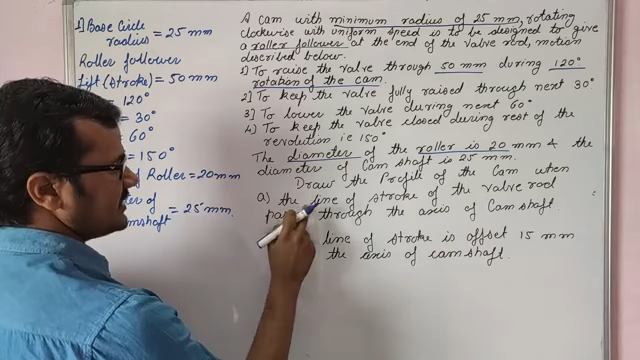 1) Base Circle
radius = 25 mm
Roller follower
Lift (Stroke) = 50 mm
120°
= 30°
60°
= 150°
Roller = 20 mm
of
= 25 mm.
mshaft
A cam with minimum radius of 25 mm, rotating
clockwise with uniform speed is to be designed to give
a roller follower at the end of the valve rod, motion
described below.
1) To raise the valve through 50 mm during 120°
rotation of the cam.
2) To keep the valve fully raised through next 30°
3) To lower the valve during next 60°
4) To keep the valve closed during rest of the
revolution i.e 150°
The diameter of the roller is 20 mm & the
diameter of Cam shaft is 25 mm.
Draw the Profile of the Cam when
a) the line of stroke of the valve rod
through the axis of Cam shaft
line of stroke is offset 15 mm
the axis of cam shaft.